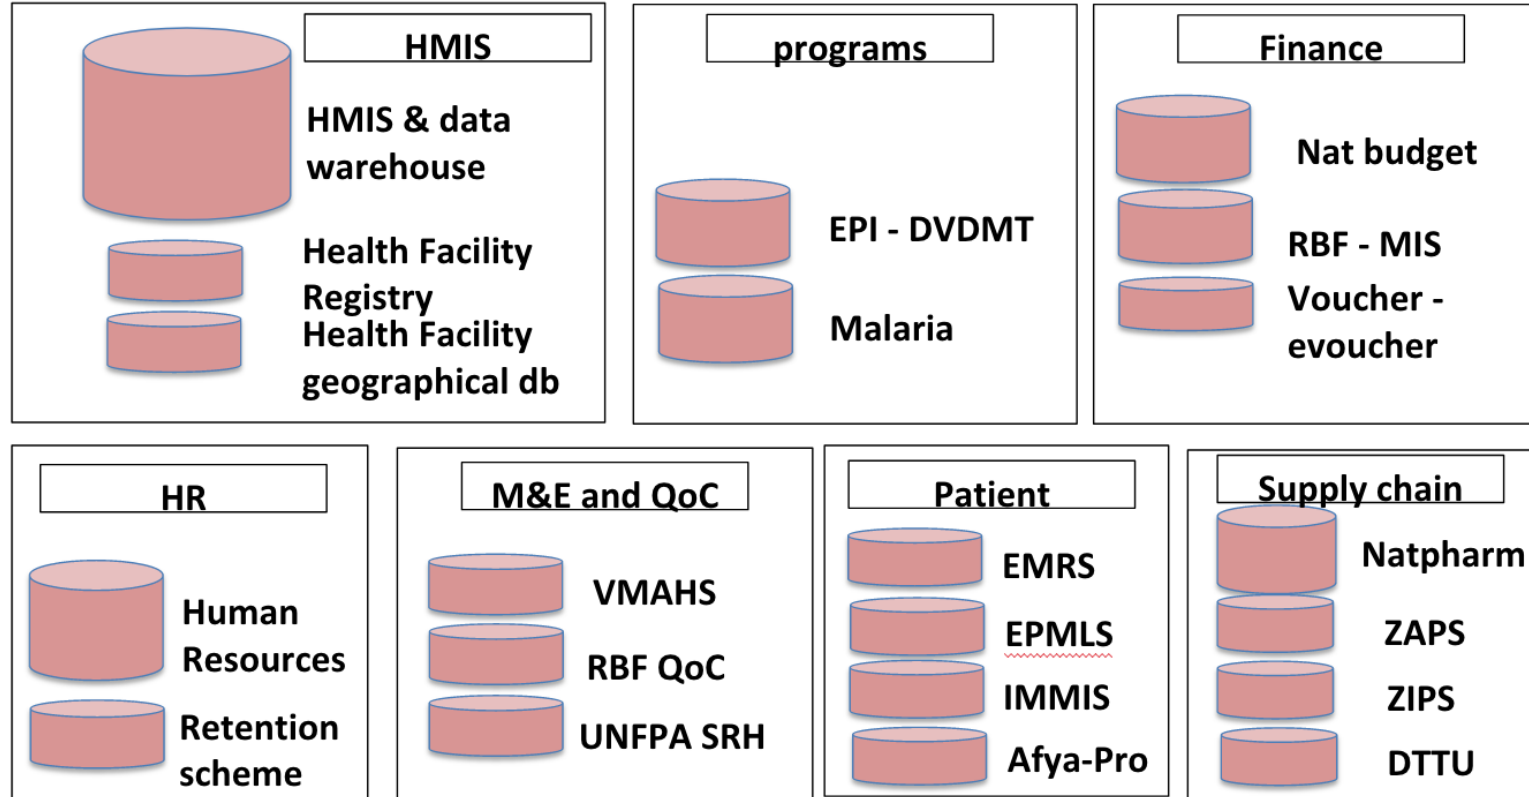 HMIS
HMIS & data
warehouse
Health Facility
Registry
Health Facility
geographical db
programs
EPI - DVDMT
Malaria
Finance
Nat budget
RBF - MIS
Voucher -
evoucher
HR
Human
Resources
Retention
scheme
M&E and QoC
VMAHS
RBF QoC
UNFPA SRH
Patient
EMRS
EPMLS
IMMIS
Afya-Pro
Supply chain
Natpharm
ZAPS
ZIPS
DTTU